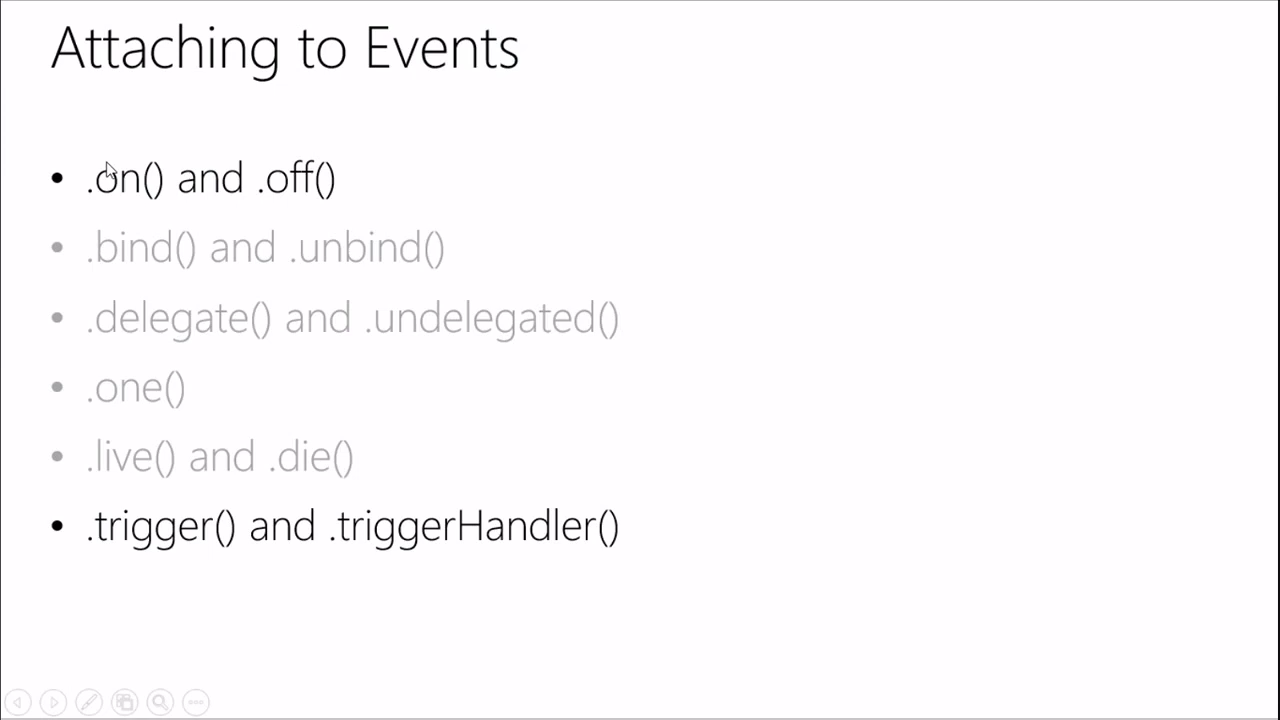 Attaching to Events
• .on() and .off()
• .bind() and .unbind()
• .delegate() and .undelegated()
• .one()
• .live() and .die()
• .trigger() and .triggerHandler()